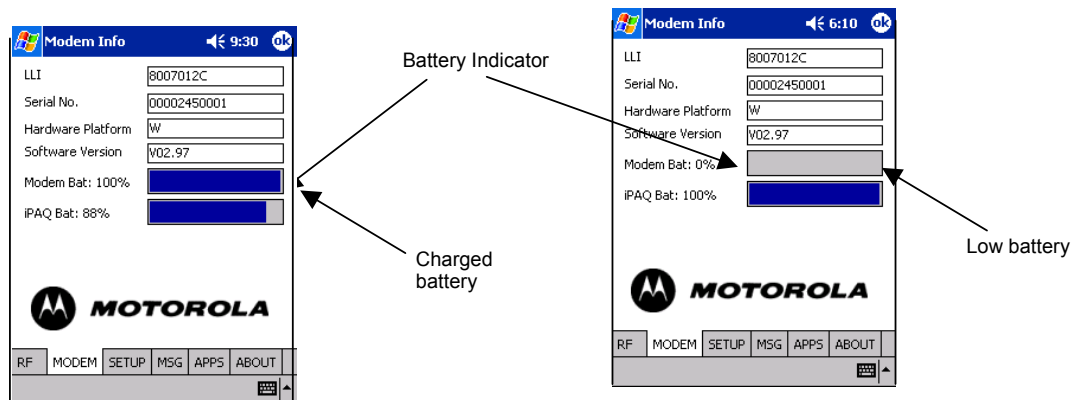 Modem Info 9:30 ok
LLI 8007012C
Serial No. 00002450001
Hardware Platform W
Software Version V02.97
Modem Bat: 100%
iPAQ Bat: 88%
MOTOROLA
RF MODEM SETUP MSG APPS ABOUT
Battery Indicator
Charged
battery
Modem Info 6:10 ok
LLI 8007012C
Serial No. 00002450001
Hardware Platform W
Software Version V02.97
Modem Bat: 0%
iPAQ Bat: 100%
MOTOROLA
RF MODEM SETUP MSG APPS ABOUT
Low battery